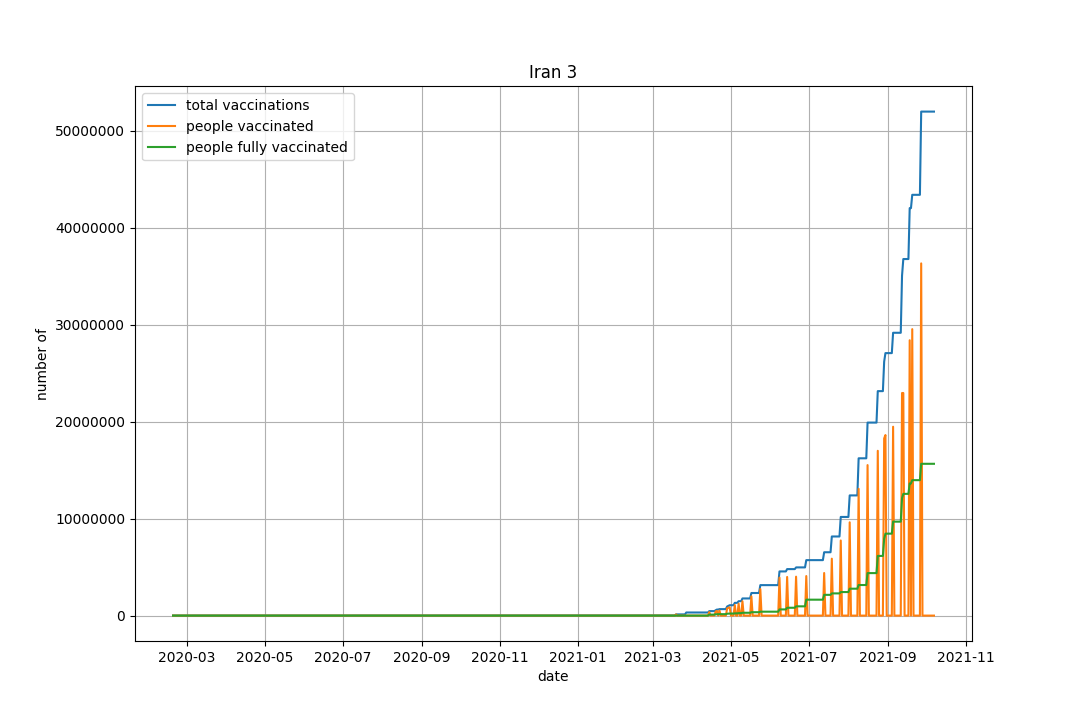 Iran 3
total vaccinations
people vaccinated
people fully vaccinated
number of
50000000
40000000
30000000
20000000
10000000
0
2020-03 2020-05 2020-07 2020-09 2020-11 2021-01 2021-03 2021-05 2021-07 2021-09 2021-11
date